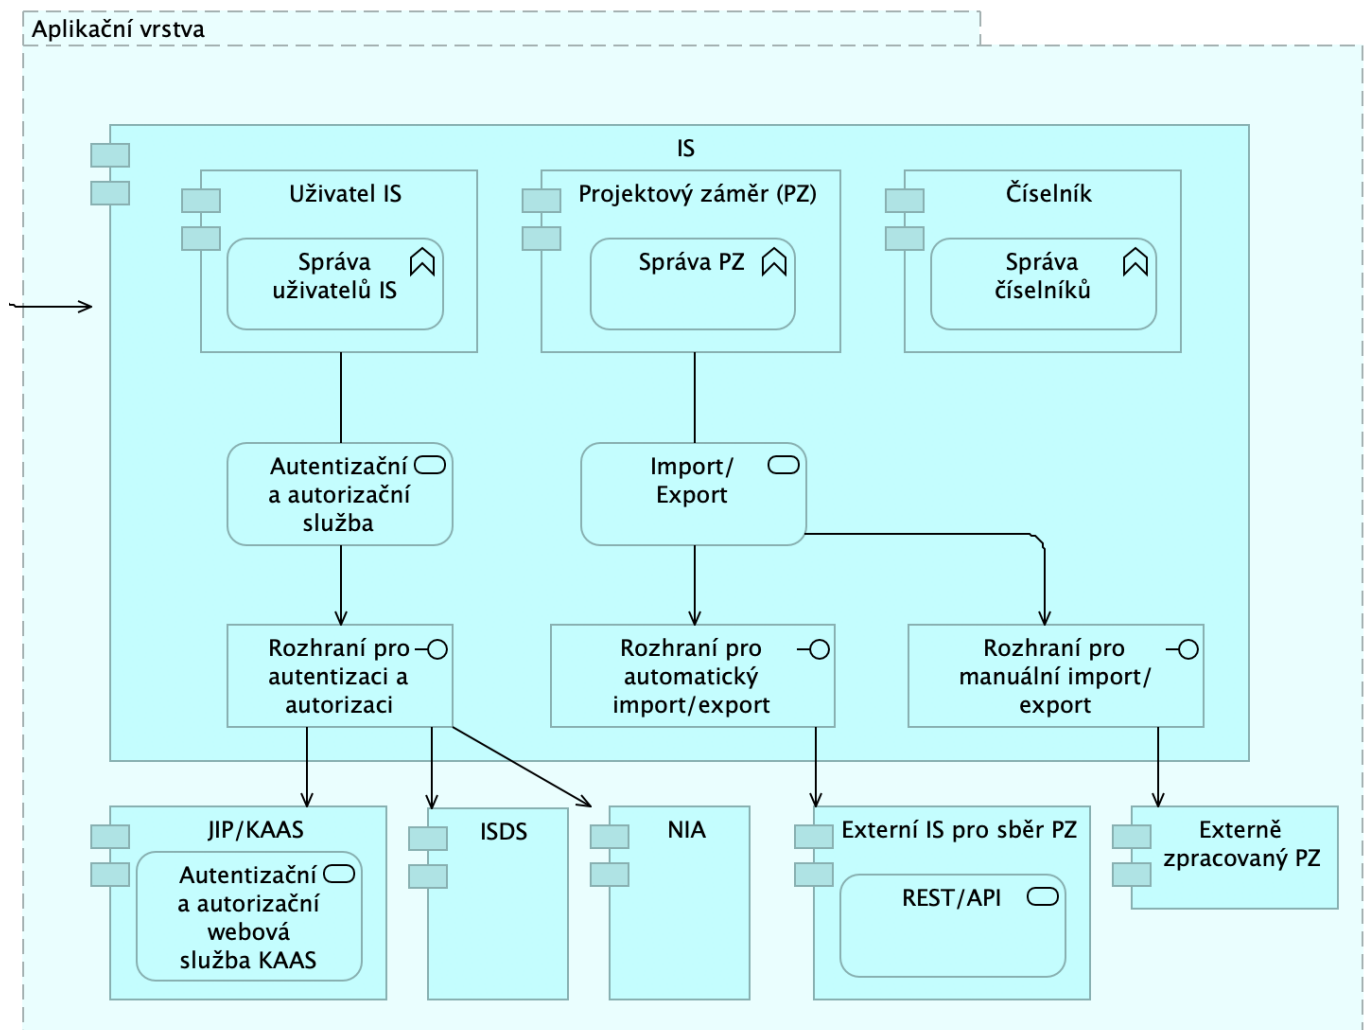 Aplikační vrstva
IS
Uživatel IS
Správa
uživatelů IS
Projektový záměr (PZ)
Správa PZ
Číselník
Správa
číselníků
Autentizační
a autorizační
služba
Import/
Export
Rozhraní pro
autentizaci a
autorizaci
Rozhraní pro
automatický
import/export
Rozhraní pro
manuální import/
export
JIP/KAAS
Autentizační
a autorizační
webová
služba KAAS
ISDS
NIA
Externí IS pro sběr PZ
REST/API
Externě
zpracovaný PZ